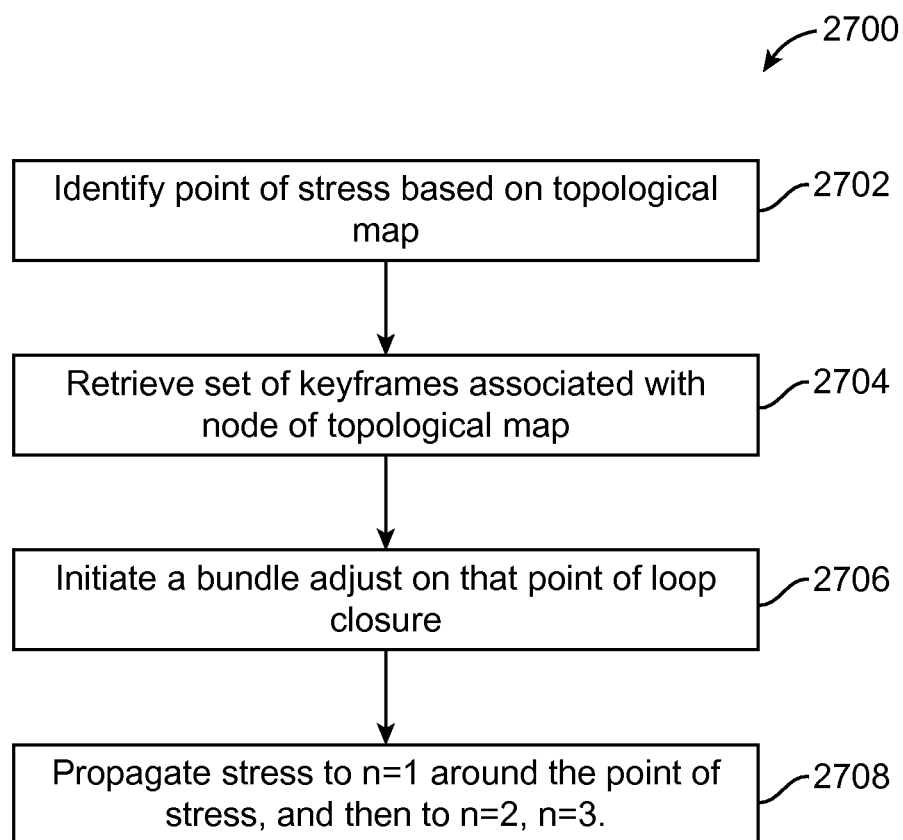 2700
Identify point of stress based on topological
map
2702
Retrieve set of keyframes associated with
node of topological map
2704
Initiate a bundle adjust on that point of loop
closure
2706
Propagate stress to n=1 around the point of
stress, and then to n=2, n=3.
2708